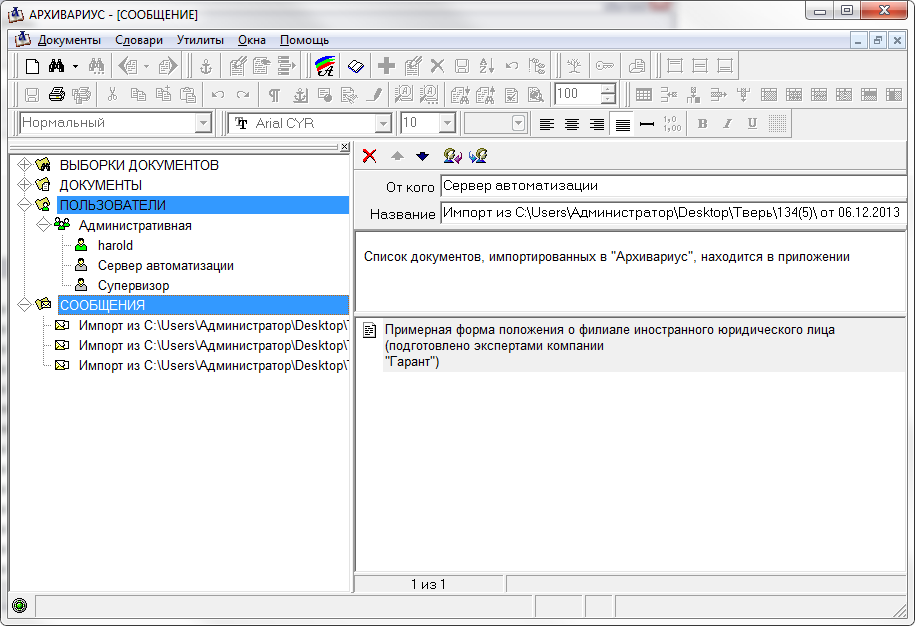 АРХИВАРИУС - [СООБЩЕНИЕ]
Документы Словари Утилиты Окна Помощь
100
Нормальный Arial CYR 10 B I U
ВЫБОРКИ ДОКУМЕНТОВ
ДОКУМЕНТЫ
ПОЛЬЗОВАТЕЛИ
Административная
harold
Сервер автоматизации
Супервизор
СООБЩЕНИЯ
Импорт из C:\Users\Администратор\Desktop\
Импорт из C:\Users\Администратор\Desktop\
Импорт из C:\Users\Администратор\Desktop\
От кого Сервер автоматизации
Название Импорт из C:\Users\Администратор\Desktop\Тверь\134(5)\ от 06.12.2013
Список документов, импортированных в "Архивариус", находится в приложении
Примерная форма положения о филиале иностранного юридического лица
(подготовлено экспертами компании
"Гарант")
1 из 1